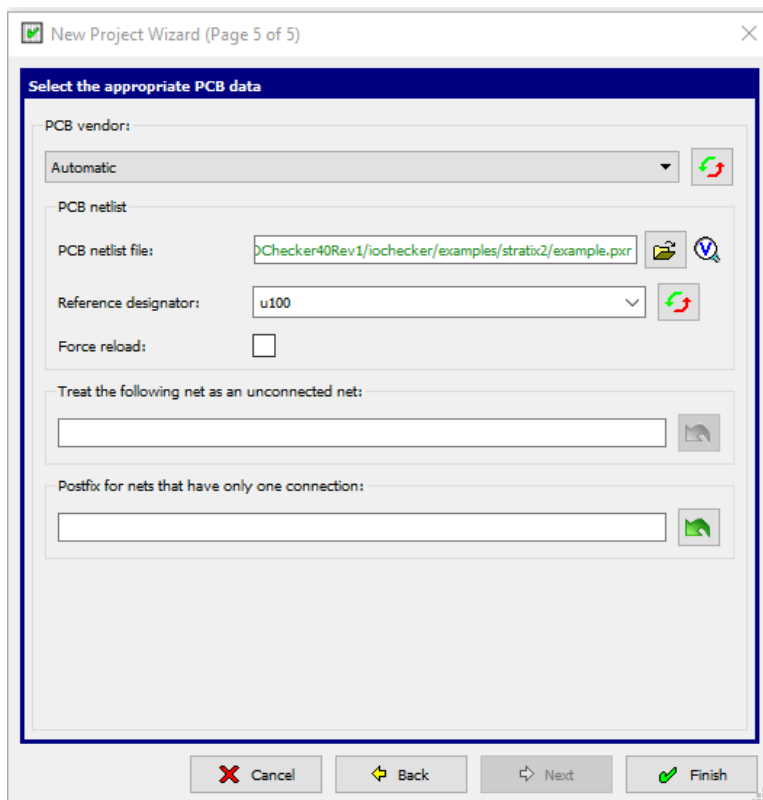 New Project Wizard (Page 5 of 5)
Select the appropriate PCB data
PCB vendor:
Automatic
PCB netlist
PCB netlist file:
OChecker40Rev1/iochecker/examples/stratix2/example.pxr
Reference designator:
u100
Force reload:
Treat the following net as an unconnected net:
Postfix for nets that have only one connection:
Cancel
Back
Next
Finish